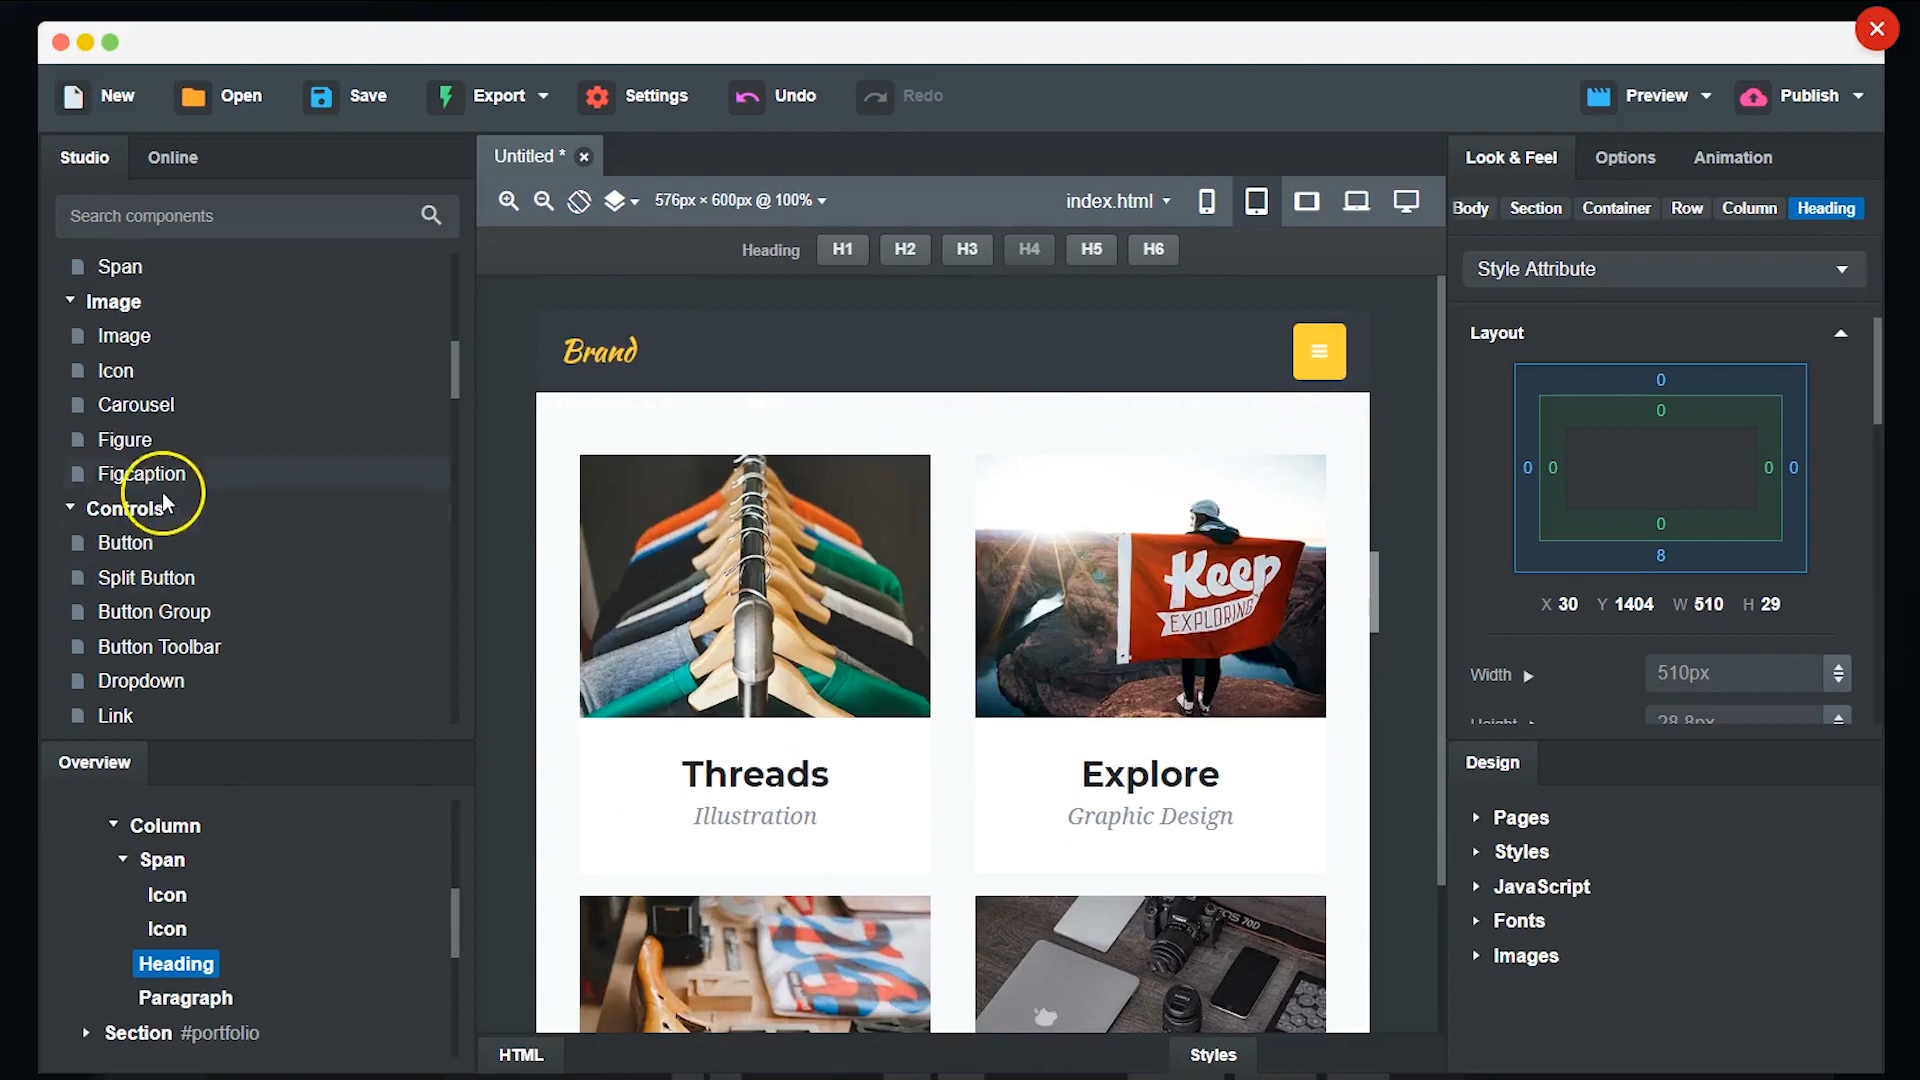 New Open Save Export Settings Undo Redo Preview Publish
Studio Online
Search components
Span
Image
Image
Icon
Carousel
Figure
Figcaption
Controls
Button
Split Button
Button Group
Button Toolbar
Dropdown
Link
Overview
Column
Span
Icon
Icon
Heading
Paragraph
Section #portfolio
Untitled *
576px × 600px @ 100% index.html
Heading H1 H2 H3 H4 H5 H6
Brand
Keep
EXPLORING
Threads
Illustration
Explore
Graphic Design
EOS 70D
HTML Styles
Look & Feel Options Animation
Body Section Container Row Column Heading
Style Attribute
Layout
0
0
0 0 0 0
0
8
X 30 Y 1404 W 510 H 29
Width 510px
Height 28.8px
Design
Pages
Styles
JavaScript
Fonts
Images